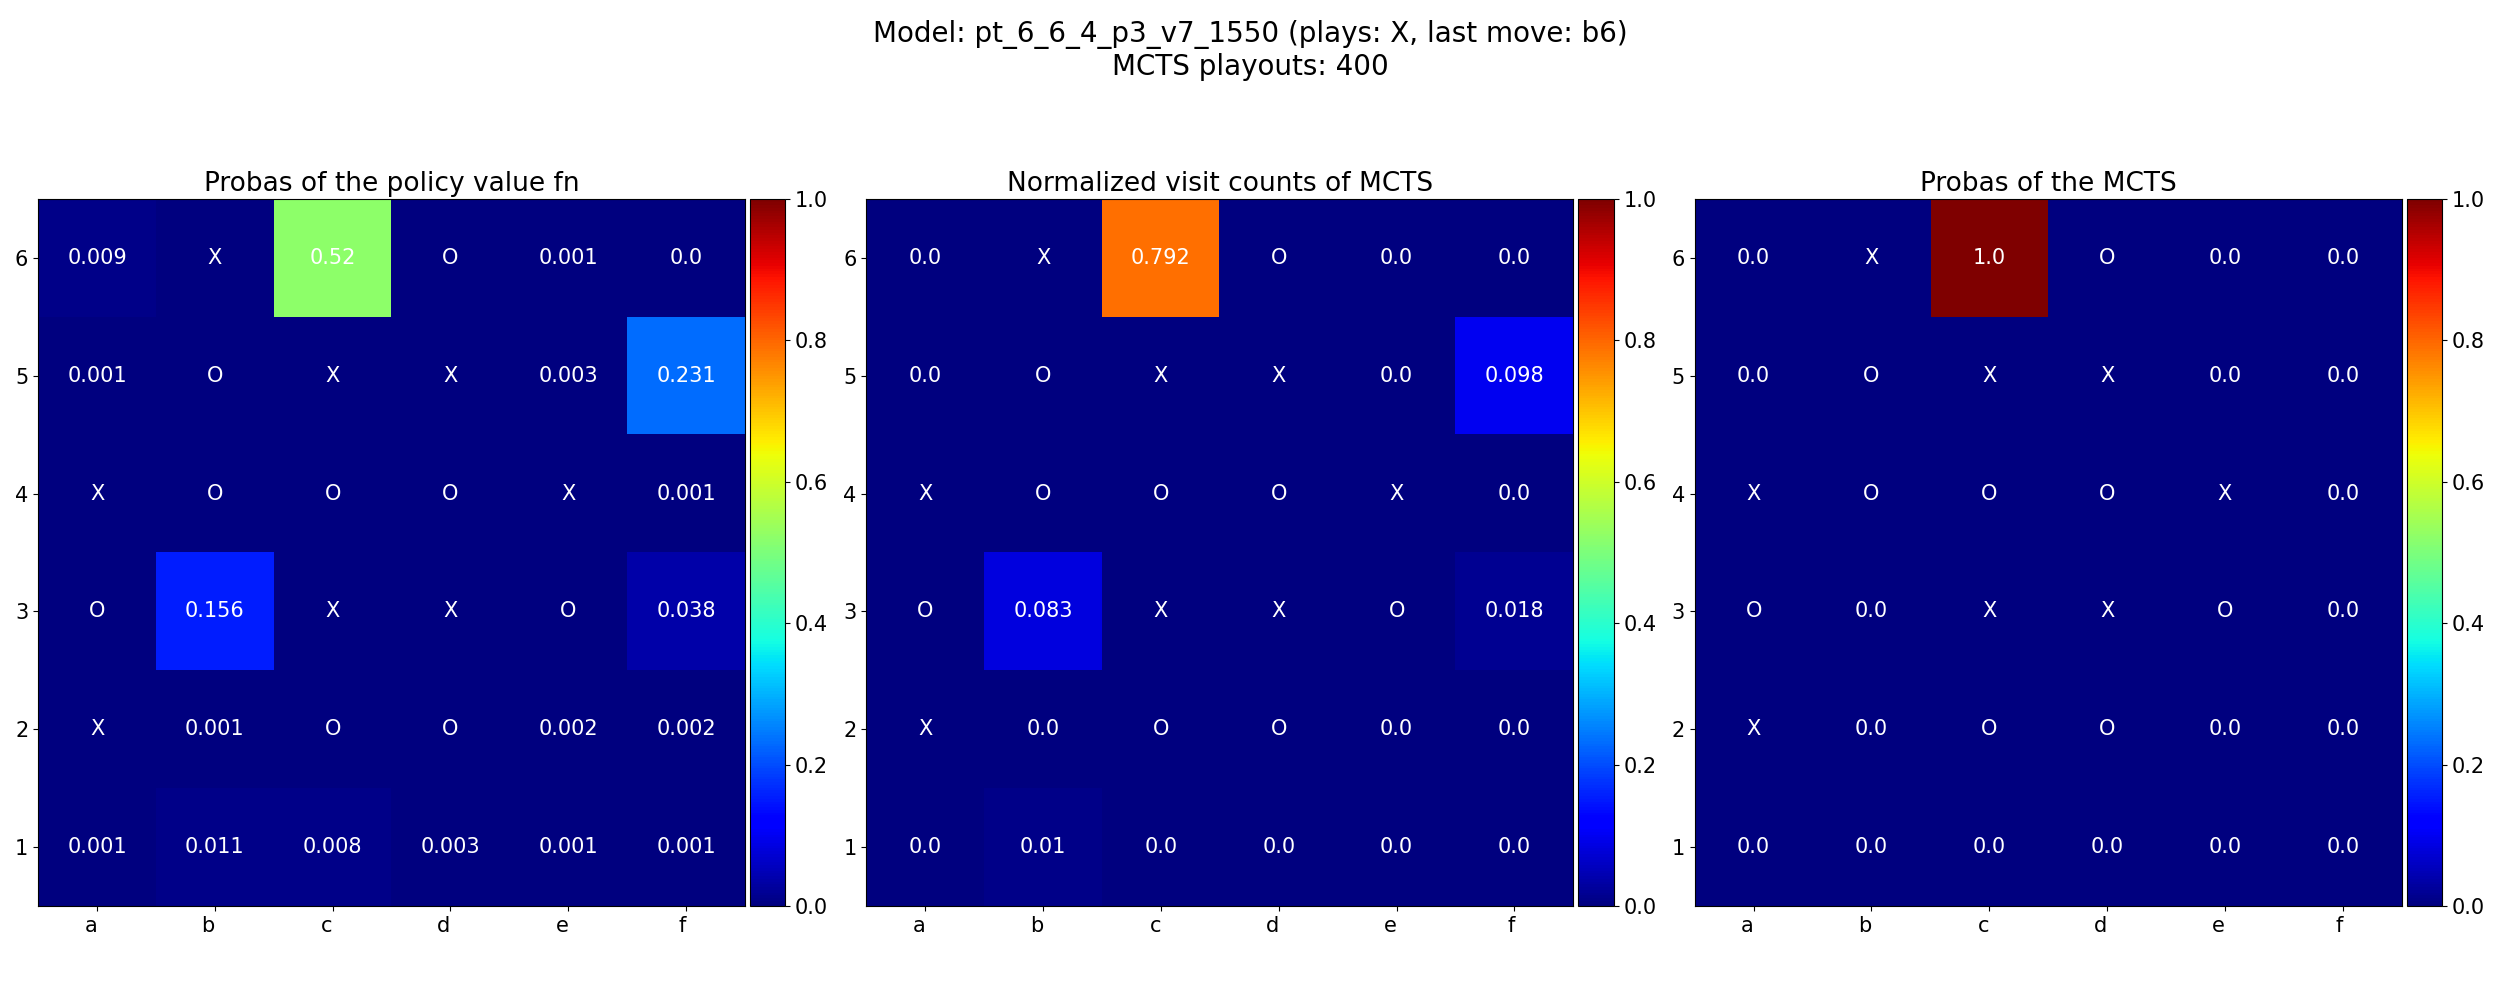 Model: pt_6_6_4_p3_v7_1550 (plays: X, last move: b6)
MCTS playouts: 400
Probas of the policy value fn
6 0.009 X 0.52 O 0.001 0.0
5 0.001 O X X 0.003 0.231
4 X O O O X 0.001
3 O 0.156 X X O 0.038
2 X 0.001 O O 0.002 0.002
1 0.001 0.011 0.008 0.003 0.001 0.001
a b c d e f
1.0
0.8
0.6
0.4
0.2
0.0
Normalized visit counts of MCTS
6 0.0 X 0.792 O 0.0 0.0
5 0.0 O X X 0.0 0.098
4 X O O O X 0.0
3 O 0.083 X X O 0.018
2 X 0.0 O O 0.0 0.0
1 0.0 0.01 0.0 0.0 0.0 0.0
a b c d e f
1.0
0.8
0.6
0.4
0.2
0.0
Probas of the MCTS
6 0.0 X 1.0 O 0.0 0.0
5 0.0 O X X 0.0 0.0
4 X O O O X 0.0
3 O 0.0 X X O 0.0
2 X 0.0 O O 0.0 0.0
1 0.0 0.0 0.0 0.0 0.0 0.0
a b c d e f
1.0
0.8
0.6
0.4
0.2
0.0